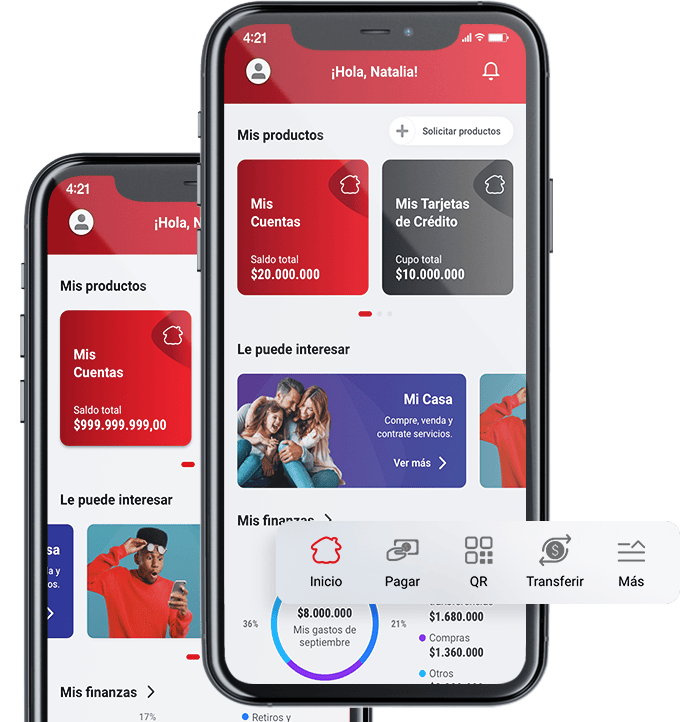 4:21
¡Hola, Natalia!
Mis productos
Solicitar productos
Mis
Cuentas
Saldo total
$20.000.000
Mis Tarjetas
de Crédito
Cupo total
$10.000.000
Le puede interesar
Mi Casa
Compre, venda y
contrate servicios.
Ver más
Mis finanzas
Inicio
Pagar
QR
Transferir
Más
36%
$8.000.000
Mis gastos de
septiembre
21%
$1.680.000
Compras
$1.360.000
Otros
4:21
¡Hola, N
Mis productos
Mis
Cuentas
Saldo total
$999.999.999,00
Le puede interesar
sa
a y
os.
Mis finanzas
17%
Retiros y